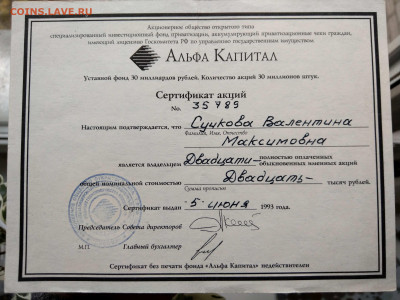 COINS.LAVE.RU
Акционерное общество открытого типа
специализированный инвестиционный фонд приватизации, аккумулирующий приватизационные чеки граждан,
имеющий лицензию Госкомитета РФ по управлению государственным имуществом
АЛЬФА КАПИТАЛ
Уставной фонд 30 миллиардов рублей. Количество акций 30 миллионов штук.
Сертификат акций
No. 35789
Настоящим подтверждается, что Сучкова Валентина
Фамилия, Имя, Отчество
Максимовна
является владельцем Двадцати- полностью оплаченных
обыкновенных именных акций
общей номинальной стоимостью Двадцать- тысяч рублей.
Сумма прописью
Сертификат выдан 5 июня 1993 года.
Председатель Совета директоров
М.П. Главный бухгалтер
Сертификат без печати фонда «Альфа Капитал» недействителен